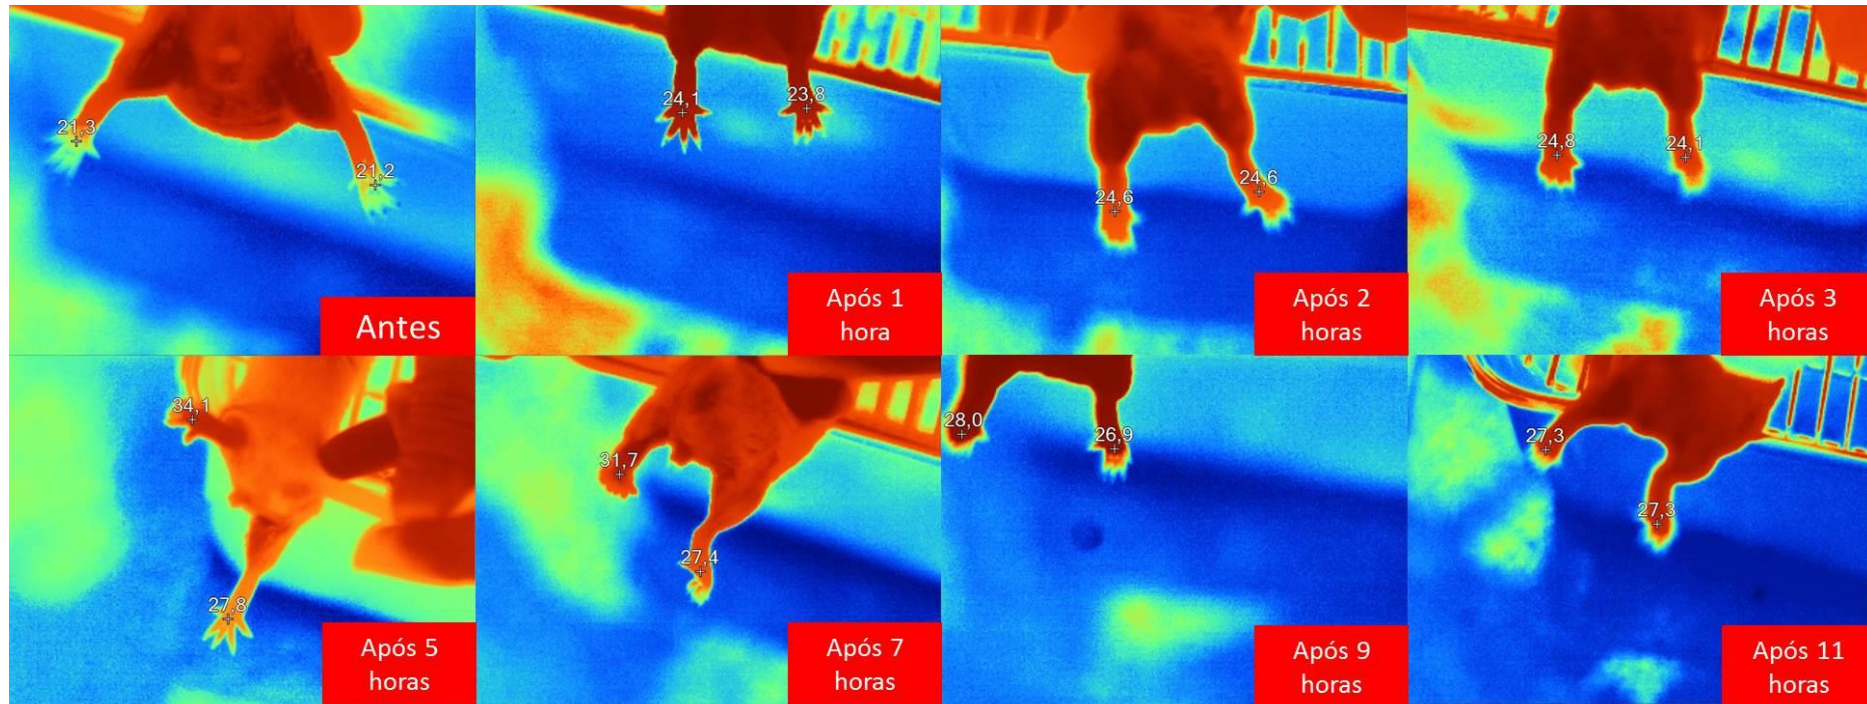 21,3
21,2
Antes
24,1
23,8
Após 1
hora
24,6
24,6
Após 2
horas
24,8
24,1
Após 3
horas
34,1
27,8
Após 5
horas
31,7
27,4
Após 7
horas
28,0
26,9
Após 9
horas
27,3
27,3
Após 11
horas